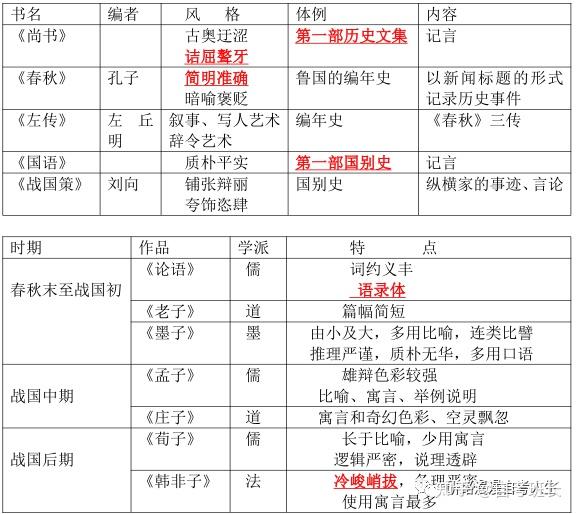 书名 编者 风 格 体例 内容
《尚书》 古奥迂涩 第一部历史文集 记言
诘屈聱牙
《春秋》 孔子 简明准确 鲁国的编年史 以新闻标题的形式
暗喻褒贬 记录历史事件
《左传》 左 丘 叙事、写人艺术 编年史 《春秋》三传
明 辞令艺术
《国语》 质朴平实 第一部国别史 记言
《战国策》 刘向 铺张辩丽 国别史 纵横家的事迹、言论
夸饰恣肆
时期 作品 学派 特 点
春秋末至战国初 《论语》 儒 词约义丰
语录体
《老子》 道 篇幅简短
《墨子》 墨 由小及大，多用比喻，连类比譬
推理严谨，质朴无华，多用口语
战国中期 《孟子》 儒 雄辩色彩较强
比喻、寓言、举例说明
《庄子》 道 寓言和奇幻色彩、空灵飘忽
战国后期 《荀子》 儒 长于比喻，少用寓言
逻辑严密，说理透辟
《韩非子》 法 冷峻峭拔，
使用寓言最多